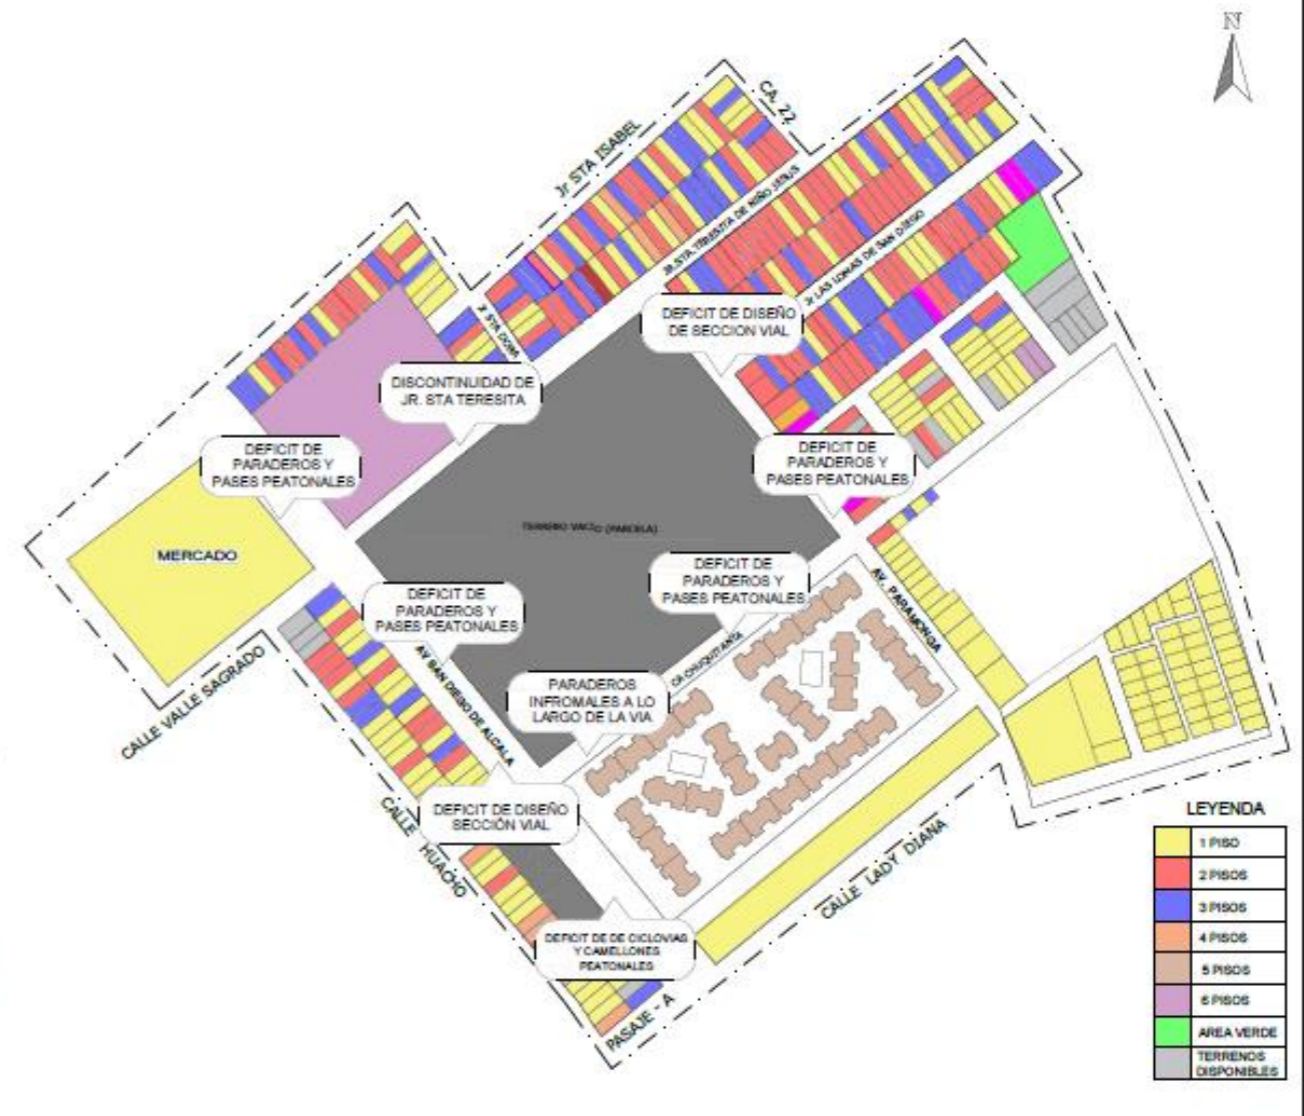 N
CA. 22
Jr STA ISABEL
JR. STA. TERESITA DE NIÑO JESUS
Jr LAS LOMAS DE SAN DIEGO
Jr STA DORA
DEFICIT DE DISEÑO
DE SECCION VIAL
DISCONTINUIDAD DE
JR. STA TERESITA
DEFICIT DE
PARADEROS Y
PASES PEATONALES
DEFICIT DE
PARADEROS Y
PASES PEATONALES
TERRENO VACIO (PARCELA)
MERCADO
DEFICIT DE
PARADEROS Y
PASES PEATONALES
DEFICIT DE
PARADEROS Y
PASES PEATONALES
AV. PARAMONGA
CA CHUQUITANTA
CALLE VALLE SAGRADO
AV SAN DIEGO DE ALCALA
PARADEROS
INFROMALES A LO
LARGO DE LA VIA
DEFICIT DE DISEÑO
SECCIÓN VIAL
CALLE HUACHO
CALLE LADY DIANA
DEFICIT DE DE CICLOVIAS
Y CAMELLONES
PEATONALES
PASAJE - A
LEYENDA
1 PISO
2 PISOS
3 PISOS
4 PISOS
5 PISOS
6 PISOS
AREA VERDE
TERRENOS
DISPONIBLES